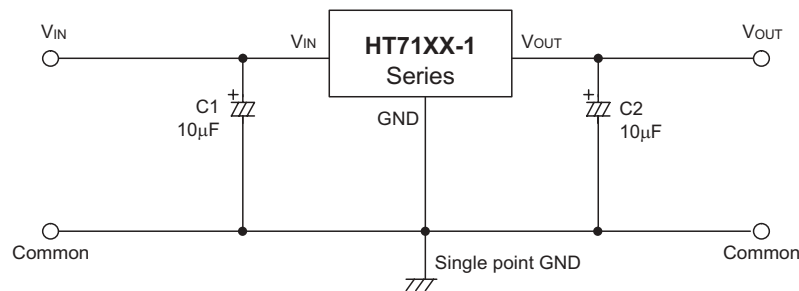 VIN
VOUT
VIN
HT71XX-1
VOUT
Series
+
C1
10μF
GND
+
C2
10μF
Common
Single point GND
Common